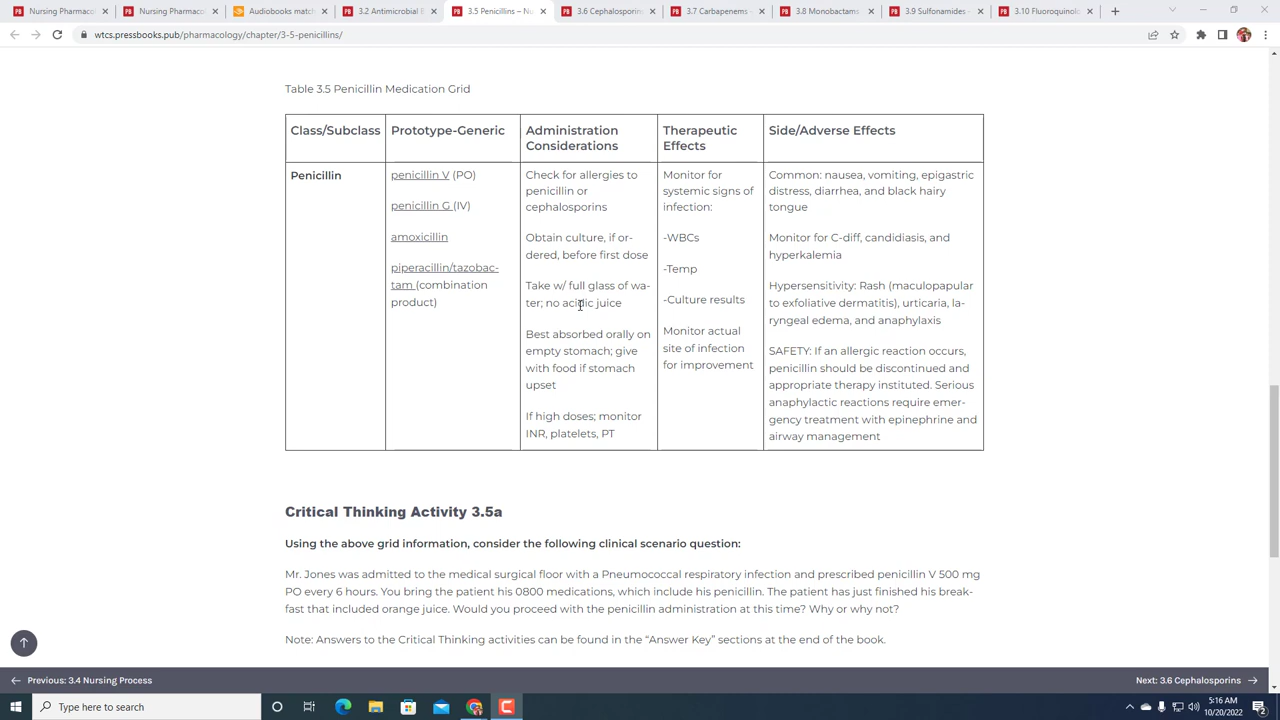 Nursing Pharmaco
Nursing Pharmaco
Audiobooks match
3.2 Antimicrobial
3.5 Penicillins – Nu
3.6 Cephalosporins
3.7 Carbapenems –
3.8 Monobactams
3.9 Sulfonamides –
3.10 Fluoroquinol
wtcs.pressbooks.pub/pharmacology/chapter/3-5-penicillins/
Table 3.5 Penicillin Medication Grid
Class/Subclass
Prototype-Generic
Administration
Considerations
Therapeutic
Effects
Side/Adverse Effects
Penicillin
penicillin V (PO)
penicillin G (IV)
amoxicillin
piperacillin/tazobac-
tam (combination
product)
Check for allergies to
penicillin or
cephalosporins
Obtain culture, if or-
dered, before first dose
Take w/ full glass of wa-
ter; no acidic juice
Best absorbed orally on
empty stomach; give
with food if stomach
upset
If high doses; monitor
INR, platelets, PT
Monitor for
systemic signs of
infection:
-WBCs
-Temp
-Culture results
Monitor actual
site of infection
for improvement
Common: nausea, vomiting, epigastric
distress, diarrhea, and black hairy
tongue
Monitor for C-diff, candidiasis, and
hyperkalemia
Hypersensitivity: Rash (maculopapular
to exfoliative dermatitis), urticaria, la-
ryngeal edema, and anaphylaxis
SAFETY: If an allergic reaction occurs,
penicillin should be discontinued and
appropriate therapy instituted. Serious
anaphylactic reactions require emer-
gency treatment with epinephrine and
airway management
Critical Thinking Activity 3.5a
Using the above grid information, consider the following clinical scenario question:
Mr. Jones was admitted to the medical surgical floor with a Pneumococcal respiratory infection and prescribed penicillin V 500 mg
PO every 6 hours. You bring the patient his 0800 medications, which include his penicillin. The patient has just finished his break-
fast that included orange juice. Would you proceed with the penicillin administration at this time? Why or why not?
Note: Answers to the Critical Thinking activities can be found in the “Answer Key” sections at the end of the book.
Previous: 3.4 Nursing Process
Next: 3.6 Cephalosporins
Type here to search
5:16 AM
10/20/2022
2